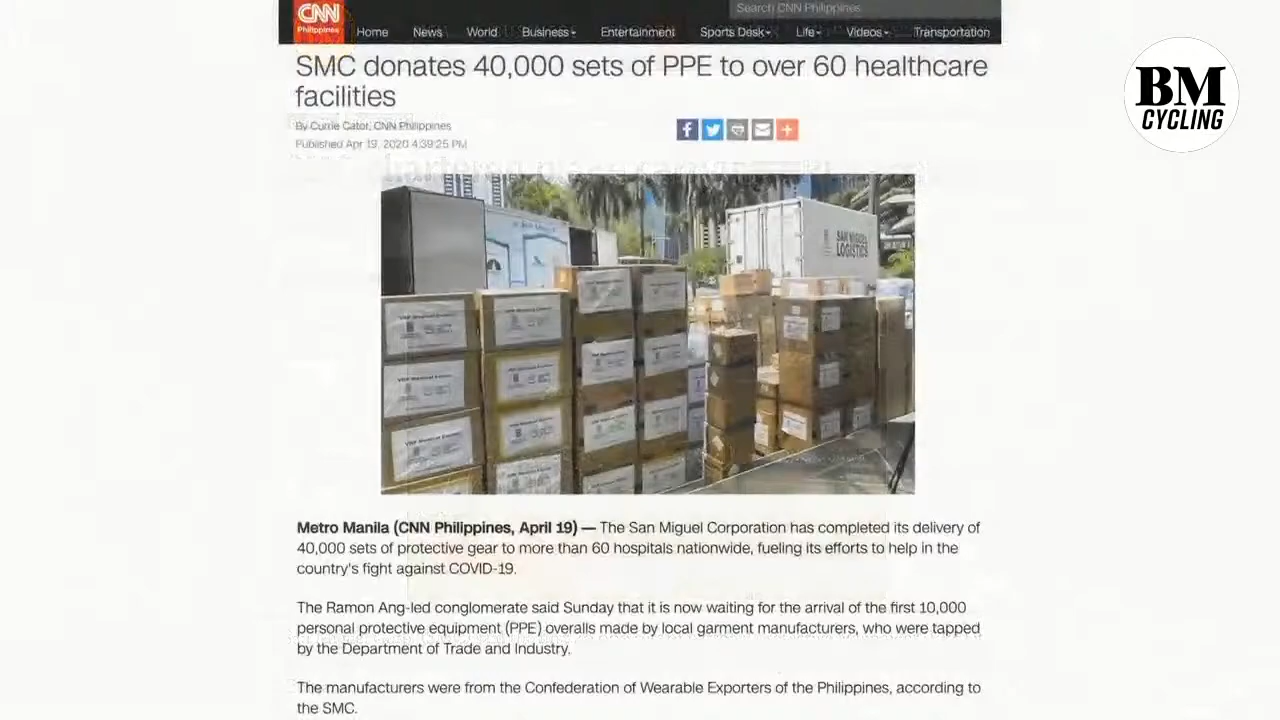 CNN
Philippines
Search CNN Philippines
Home News World Business Entertainment Sports Desk Life Videos Transportation
BM
CYCLING
SMC donates 40,000 sets of PPE to over 60 healthcare
facilities
By Currie Cator, CNN Philippines
Published Apr 19, 2020 4:39:25 PM
SAN MIGUEL
LOGISTICS
Metro Manila (CNN Philippines, April 19) — The San Miguel Corporation has completed its delivery of
40,000 sets of protective gear to more than 60 hospitals nationwide, fueling its efforts to help in the
country's fight against COVID-19.
The Ramon Ang-led conglomerate said Sunday that it is now waiting for the arrival of the first 10,000
personal protective equipment (PPE) overalls made by local garment manufacturers, who were tapped
by the Department of Trade and Industry.
The manufacturers were from the Confederation of Wearable Exporters of the Philippines, according to
the SMC.